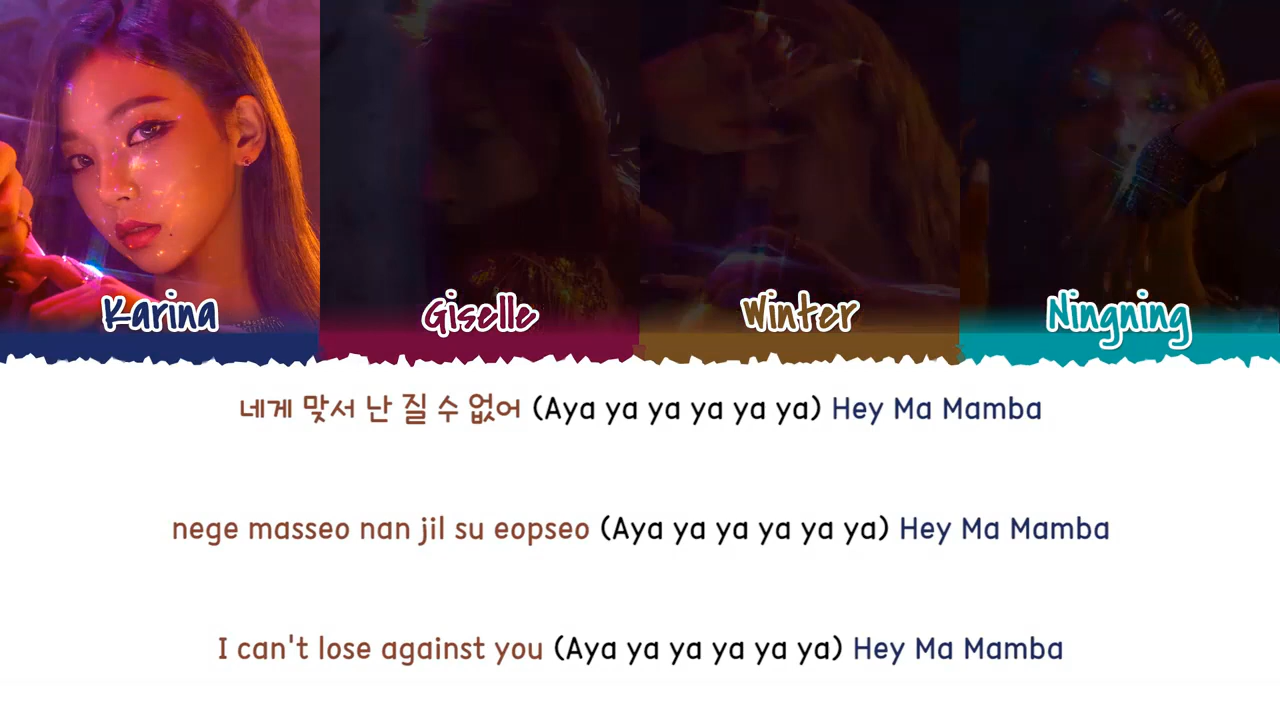 Karina Giselle Winter Ningning
네게 맞서 난 질 수 없어 (Aya ya ya ya ya ya) Hey Ma Mamba
nege masseo nan jil su eopseo (Aya ya ya ya ya ya) Hey Ma Mamba
I can't lose against you (Aya ya ya ya ya ya) Hey Ma Mamba